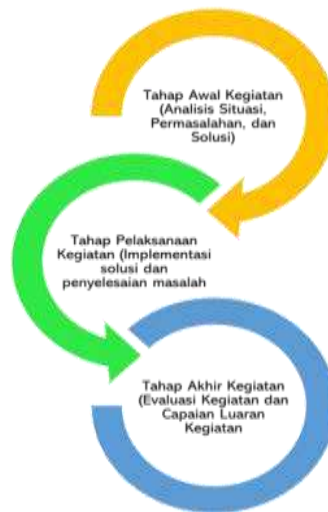 Tahap Awal Kegiatan
(Analisis Situasi,
Permasalahan, dan
Solusi)
Tahap Pelaksanaan
Kegiatan (Implementasi
solusi dan
penyelesaian masalah
Tahap Akhir Kegiatan
(Evaluasi Kegiatan dan
Capaian Luaran
Kegiatan